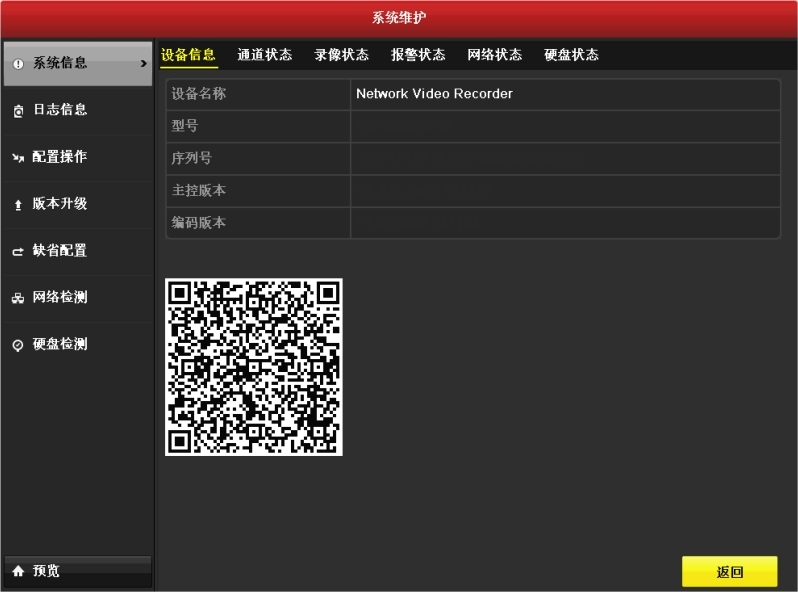 系统维护
系统信息
日志信息
配置操作
版本升级
缺省配置
网络检测
硬盘检测
预览
设备信息 通道状态 录像状态 报警状态 网络状态 硬盘状态
设备名称 Network Video Recorder
型号
序列号
主控版本
编码版本
返回